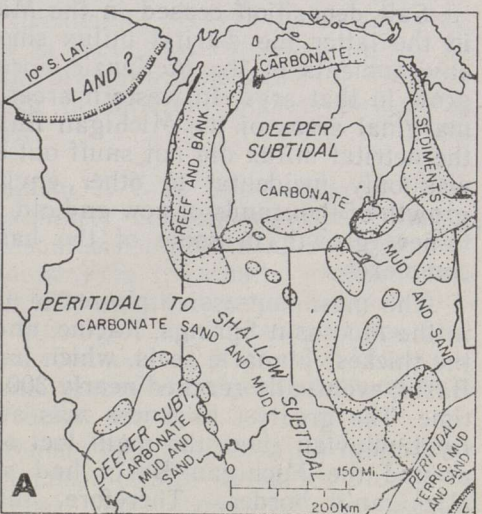 10° S. LAT.
LAND?
CARBONATE
REEF AND BANK
DEEPER
SUBTIDAL
CARBONATE
SEDIMENTS
MUD
AND SAND
PERITIDAL TO
SHALLOW SUBTIDAL
CARBONATE SAND AND MUD
DEEPER SUBT.
CARBONATE
MUD AND
SAND
PERITIDAL
TERRIG. MUD
AND SAND
A
0 150 Mi.
0 200 Km